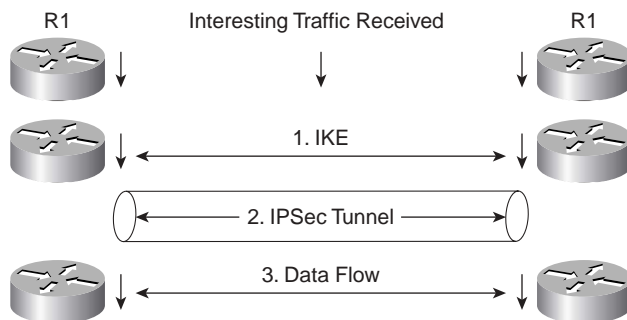 R1 Interesting Traffic Received R1
1. IKE
2. IPSec Tunnel
3. Data Flow